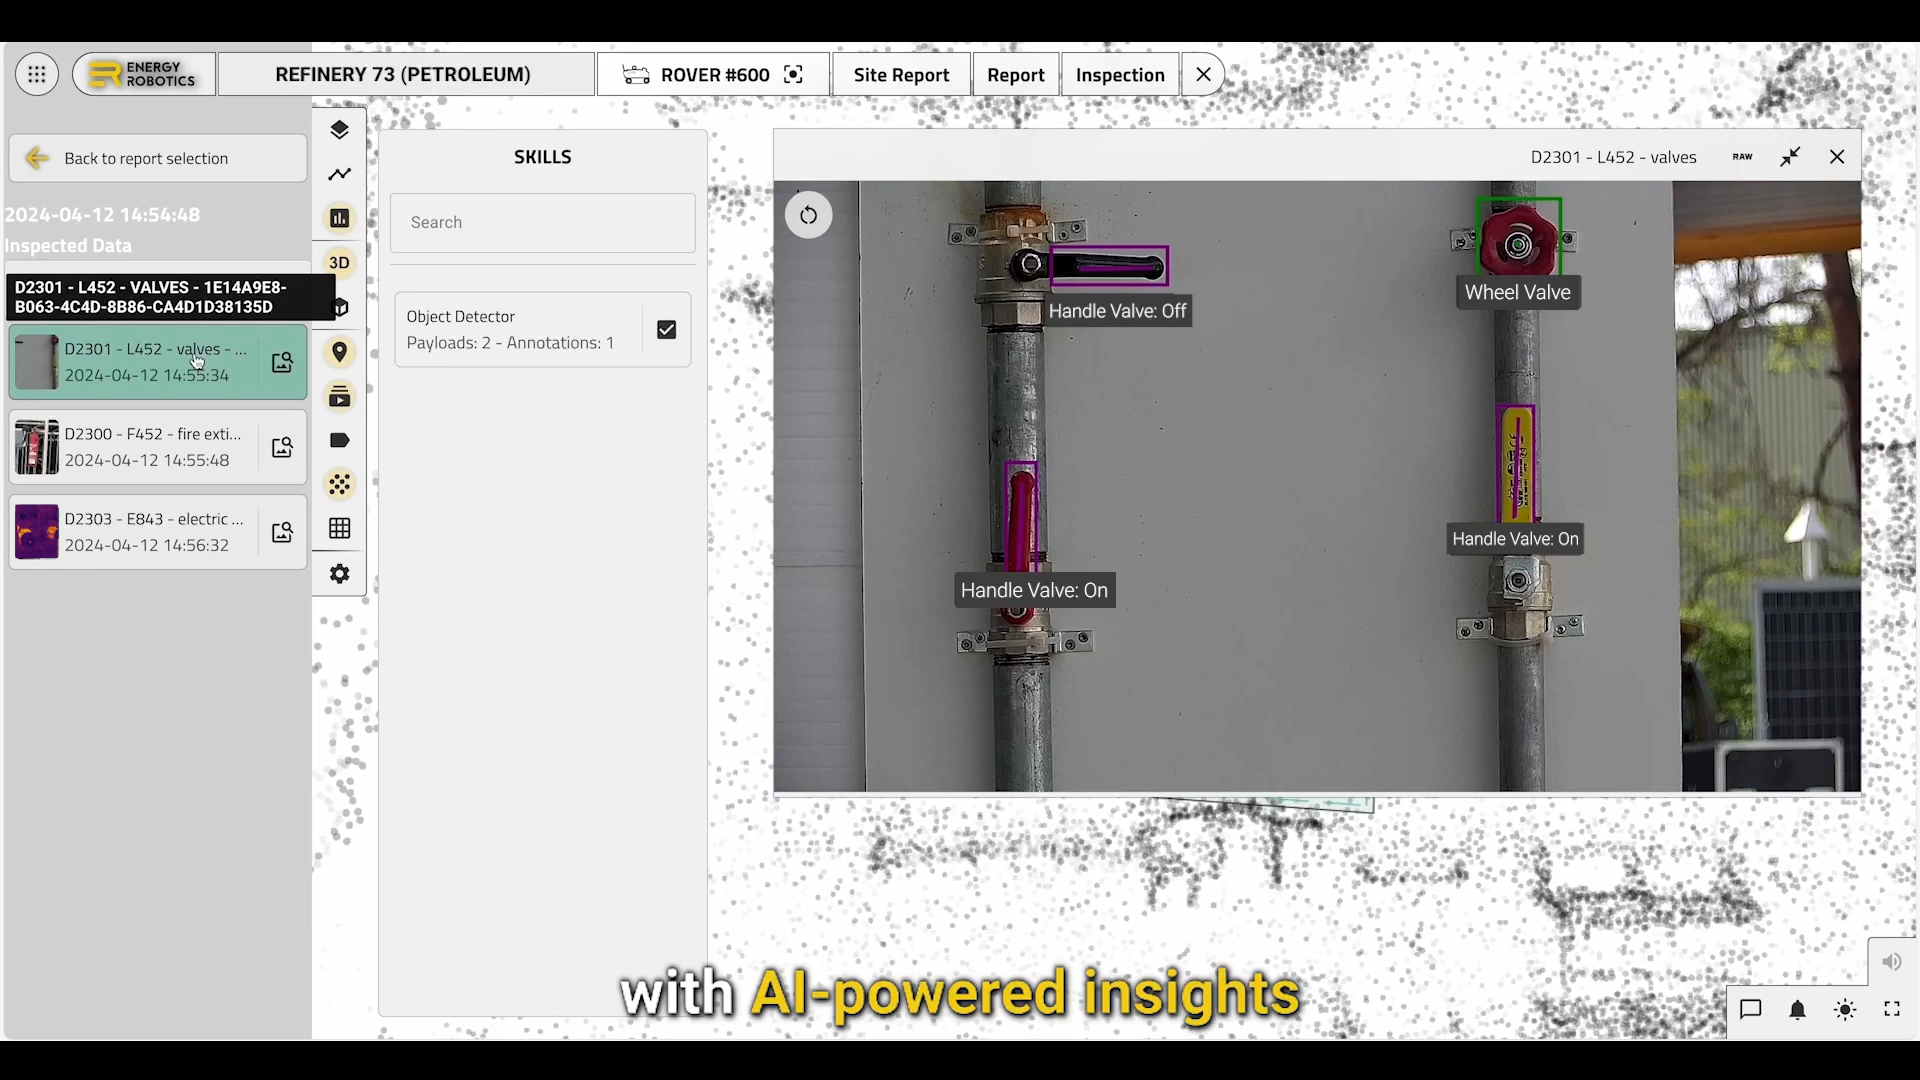 ENERGY
ROBOTICS
REFINERY 73 (PETROLEUM)
ROVER #600
Site Report
Report
Inspection
Back to report selection
2024-04-12 14:54:48
Inspected Data
D2301 - L452 - VALVES - 1E14A9E8-
B063-4C4D-8B86-CA4D1D38135D
D2301 - L452 - valves - ...
2024-04-12 14:55:34
D2300 - F452 - fire exti...
2024-04-12 14:55:48
D2303 - E843 - electric ...
2024-04-12 14:56:32
3D
SKILLS
Search
Object Detector
Payloads: 2 - Annotations: 1
D2301 - L452 - valves
RAW
Handle Valve: Off
Wheel Valve
Handle Valve: On
Handle Valve: On
with AI-powered insights